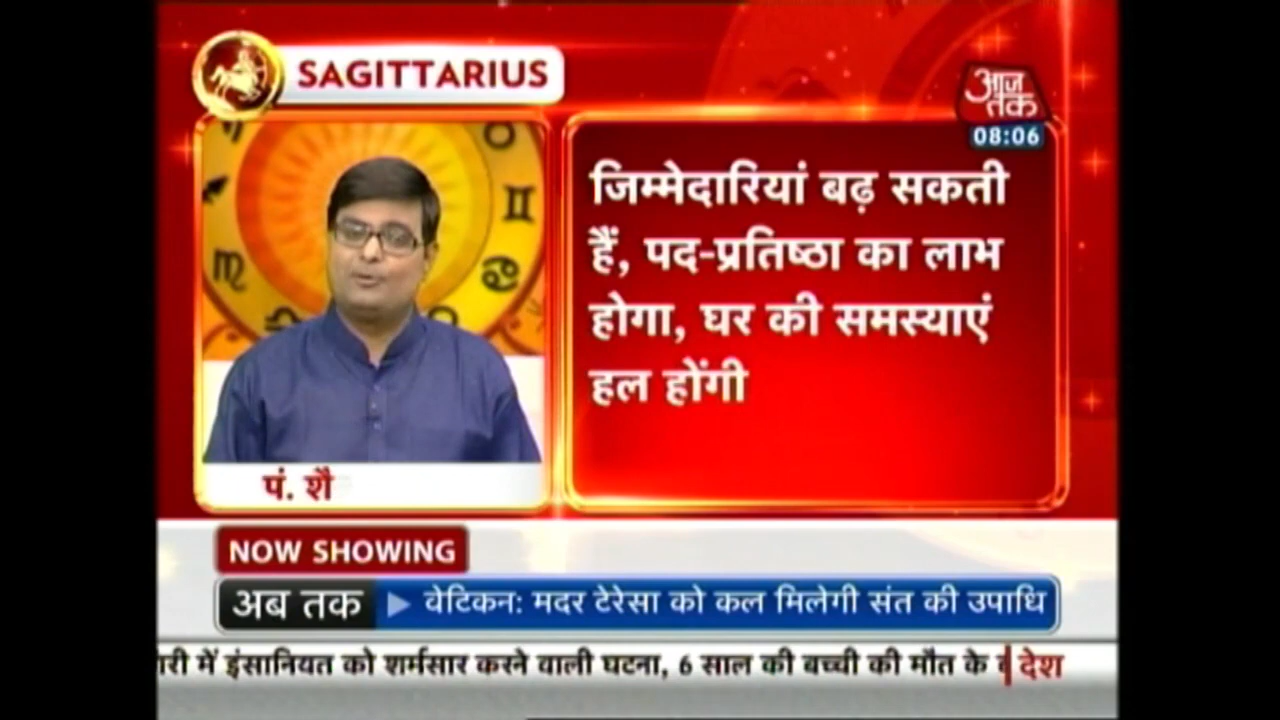 SAGITTARIUS
आज
तक
08:06
जिम्मेदारियां बढ़ सकती
हैं, पद-प्रतिष्ठा का लाभ
होगा, घर की समस्याएं
हल होंगी
पं. शै
NOW SHOWING
अब तक
वेटिकन: मदर टेरेसा को कल मिलेगी संत की उपाधि
में इंसानियत को शर्मसार करने वाली घटना, 6 साल की बच्ची की मौत के
देश